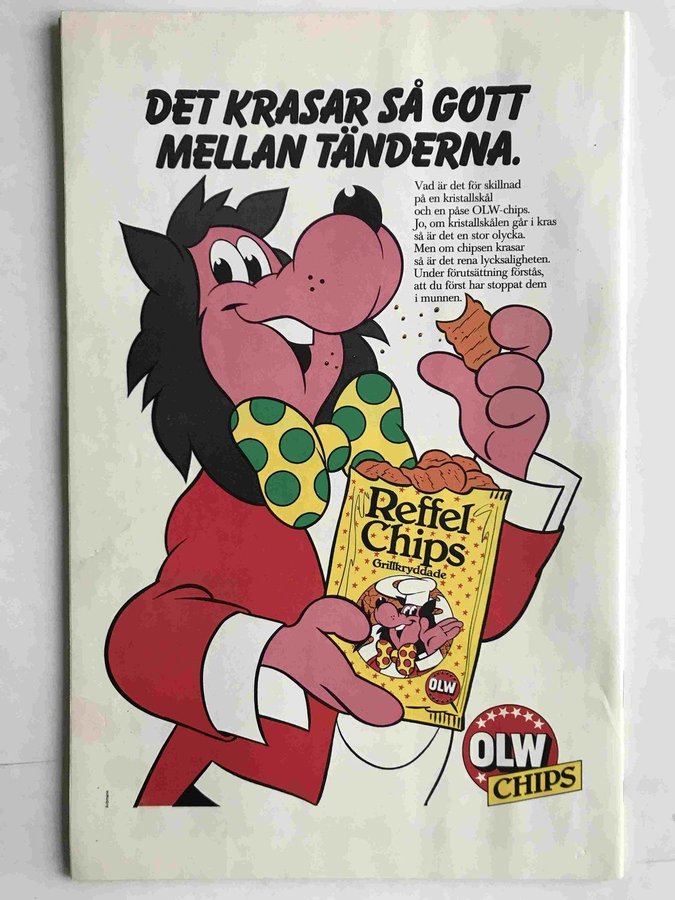 DET KRASAR SÅ GOTT
MELLAN TÄNDERNA.
Vad är det för skillnad
på en kristallskål
och en påse OLW-chips.
Jo, om kristallskålen går i kras
så är det en stor olycka.
Men om chipsen krasar
så är det rena lycksaligheten.
Under förutsättning förstås,
att du först har stoppat dem
i munnen.
Reffel
Chips
Grillkryddade
OLW
OLW
CHIPS